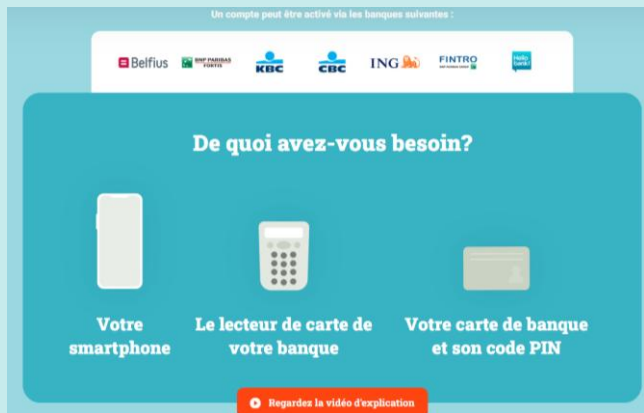 Un compte peut être activé via les banques suivantes :
Belfius BNP PARIBAS FORTIS KBC CBC ING FINTRO Hello bank!
De quoi avez-vous besoin?
Votre smartphone
Le lecteur de carte de votre banque
Votre carte de banque et son code PIN
Regardez la vidéo d'explication